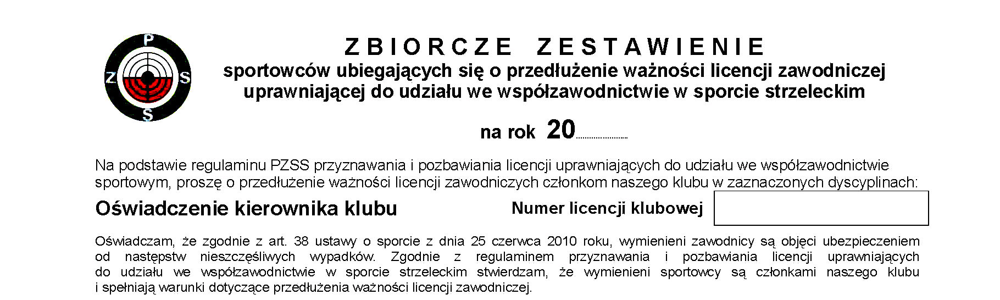 P
Z S
S
Z B I O R C Z E Z E S T A W I E N I E
sportowców ubiegających się o przedłużenie ważności licencji zawodniczej
uprawniającej do udziału we współzawodnictwie w sporcie strzeleckim
na rok 20........................
Na podstawie regulaminu PZSS przyznawania i pozbawiania licencji uprawniających do udziału we współzawodnictwie
sportowym, proszę o przedłużenie ważności licencji zawodniczych członkom naszego klubu w zaznaczonych dyscyplinach:
Oświadczenie kierownika klubu Numer licencji klubowej
Oświadczam, że zgodnie z art. 38 ustawy o sporcie z dnia 25 czerwca 2010 roku, wymienieni zawodnicy są objęci ubezpieczeniem
od następstw nieszczęśliwych wypadków. Zgodnie z regulaminem przyznawania i pozbawiania licencji uprawniających
do udziału we współzawodnictwie w sporcie strzeleckim stwierdzam, że wymienieni sportowcy są członkami naszego klubu
i spełniają warunki dotyczące przedłużenia ważności licencji zawodniczej.